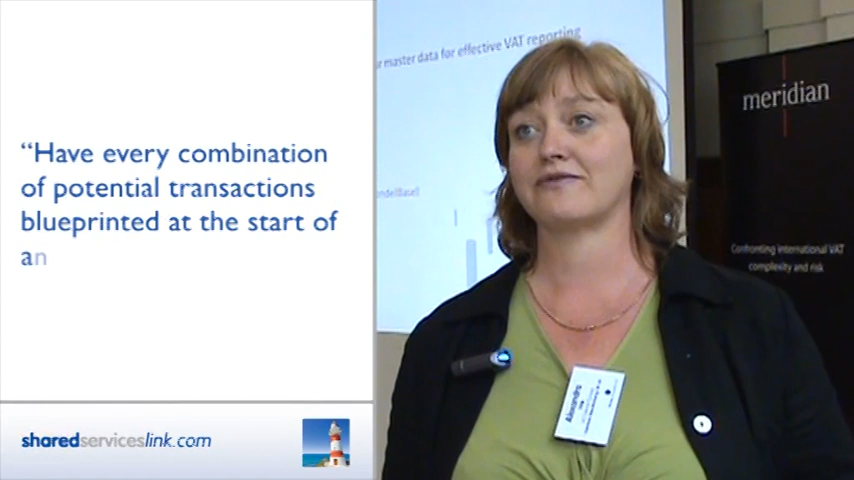 “Have every combination
of potential transactions
blueprinted at the start of
an
sharedserviceslink.com
master data for effective VAT reporting
meridian
Confronting international VAT
complexity and risk